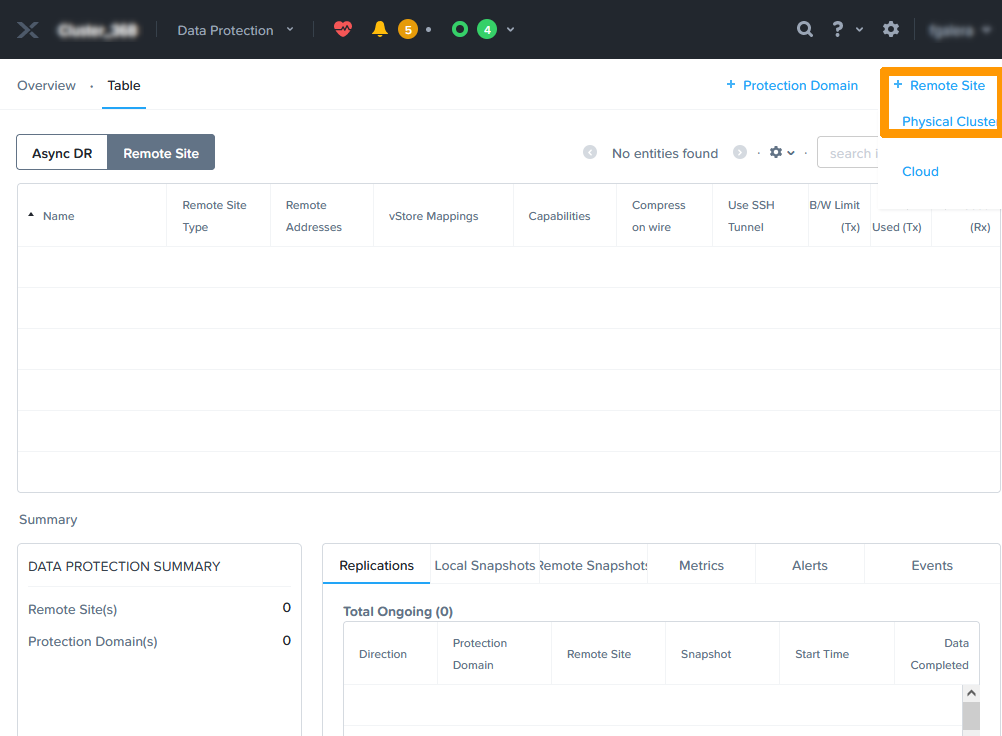 Data Protection 5 • 4 ?
Overview · Table + Protection Domain + Remote Site
Physical Cluster
Cloud
Async DR Remote Site No entities found · · search i
Name Remote Site Type Remote Addresses vStore Mappings Capabilities Compress on wire Use SSH Tunnel B/W Limit (Tx) Used (Tx) (Rx)
Summary
DATA PROTECTION SUMMARY
Remote Site(s) 0
Protection Domain(s) 0
Replications Local Snapshots Remote Snapshots Metrics Alerts Events
Total Ongoing (0)
Direction Protection Domain Remote Site Snapshot Start Time Data Completed